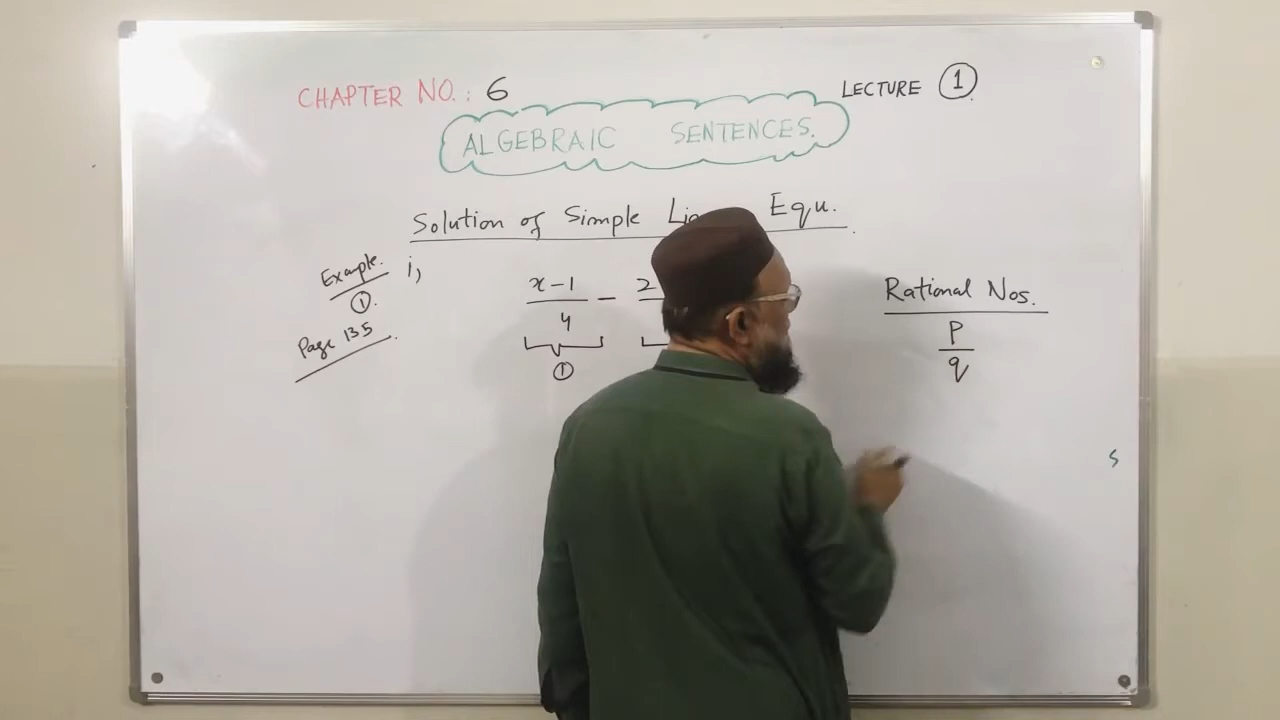 CHAPTER NO.: 6
LECTURE ①.
ALGEBRAIC SENTENCES.
Solution of Simple Equ.
Example. i,
①.
Page 135.
x-1
4
①
- 2
Rational Nos.
P
q
S